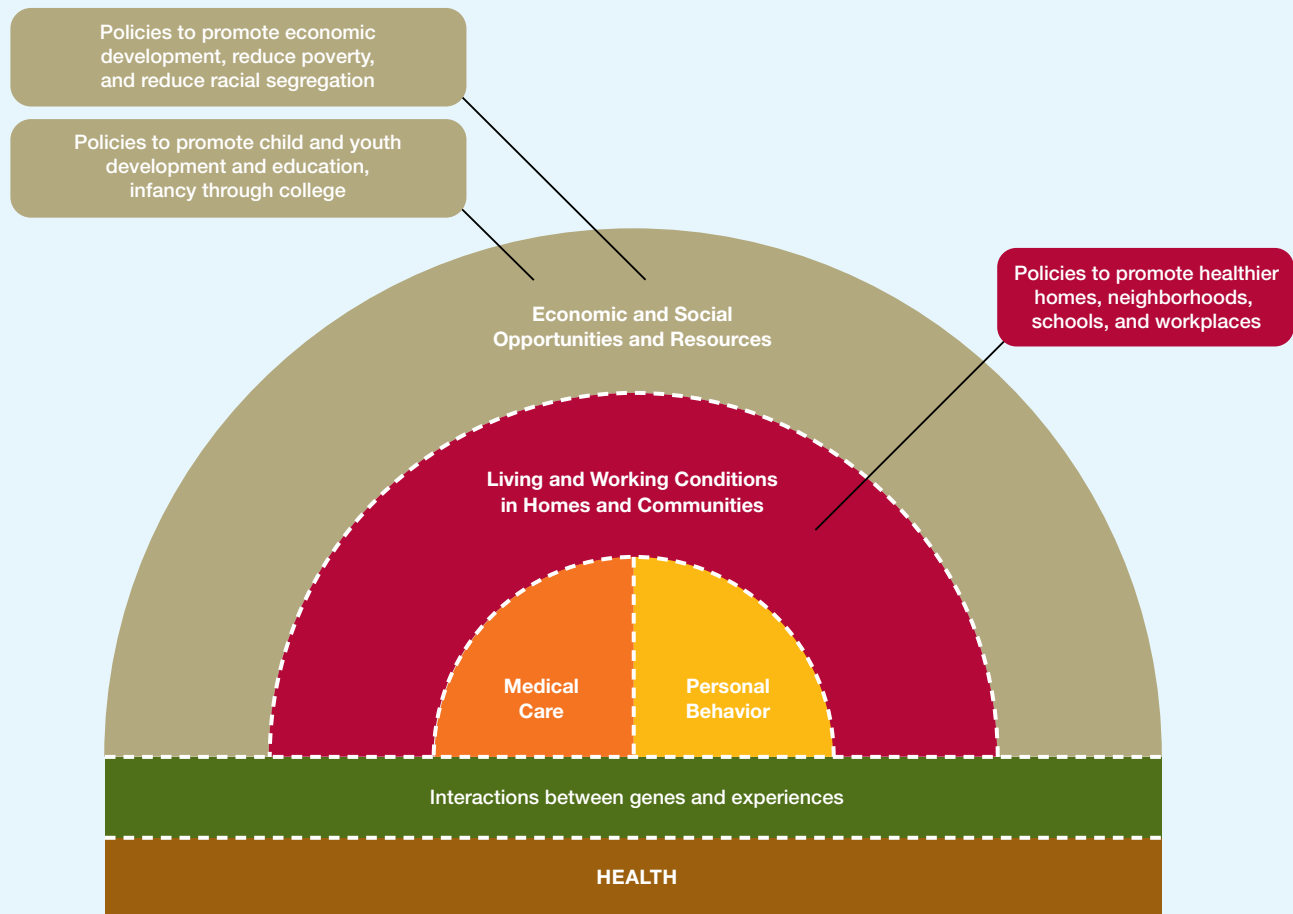 Policies to promote economic
development, reduce poverty,
and reduce racial segregation
Policies to promote child and youth
development and education,
infancy through college
Policies to promote healthier
homes, neighborhoods,
schools, and workplaces
Economic and Social
Opportunities and Resources
Living and Working Conditions
in Homes and Communities
Medical
Care
Personal
Behavior
Interactions between genes and experiences
HEALTH